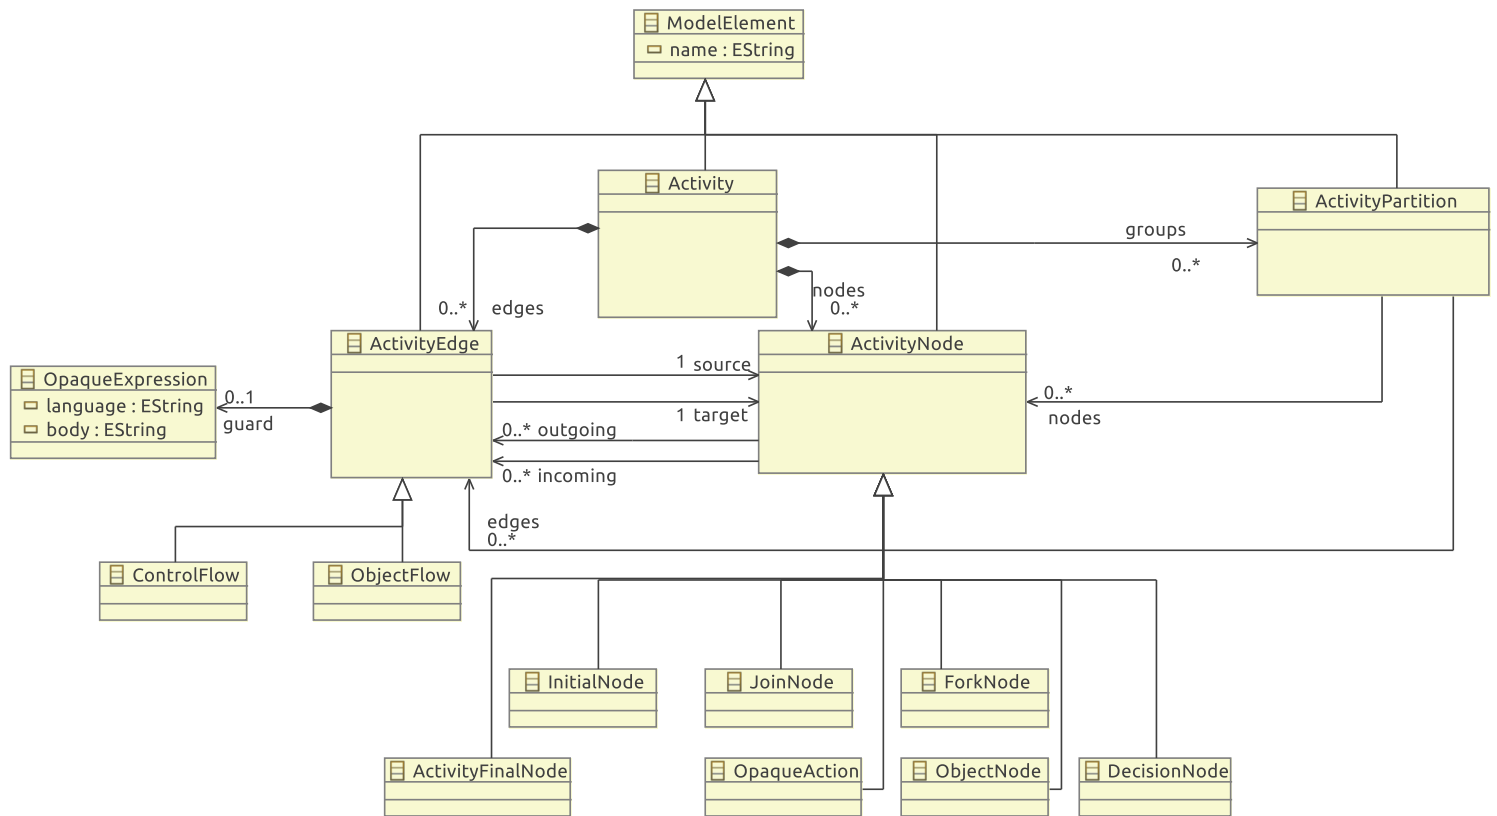 ModelElement
name : EString
Activity
ActivityPartition
groups
0..*
nodes
0..*
0..* edges
ActivityEdge
ActivityNode
1 source
OpaqueExpression
language : EString
body : EString
0..1
guard
0..*
nodes
1 target
0..* outgoing
0..* incoming
edges
0..*
ControlFlow
ObjectFlow
InitialNode
JoinNode
ForkNode
ActivityFinalNode
OpaqueAction
ObjectNode
DecisionNode